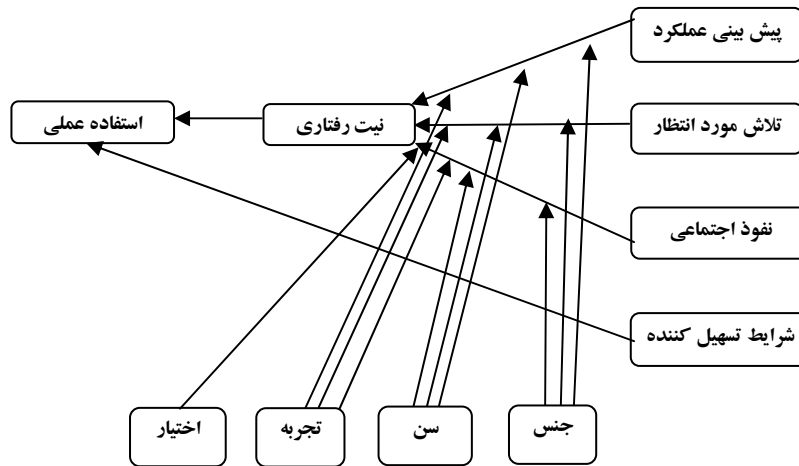 پیش بینی عملکرد
تلاش مورد انتظار
نیت رفتاری
استفاده عملی
نفوذ اجتماعی
شرایط تسهیل کننده
جنس
سن
تجربه
اختیار